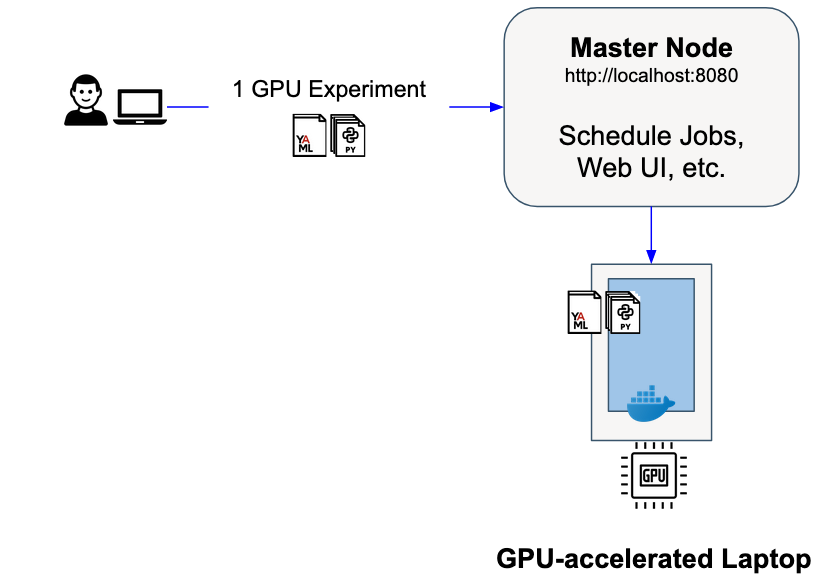 1 GPU Experiment
YA
ML
PY
Master Node
http://localhost:8080
Schedule Jobs,
Web UI, etc.
YA
ML
PY
GPU
GPU-accelerated Laptop